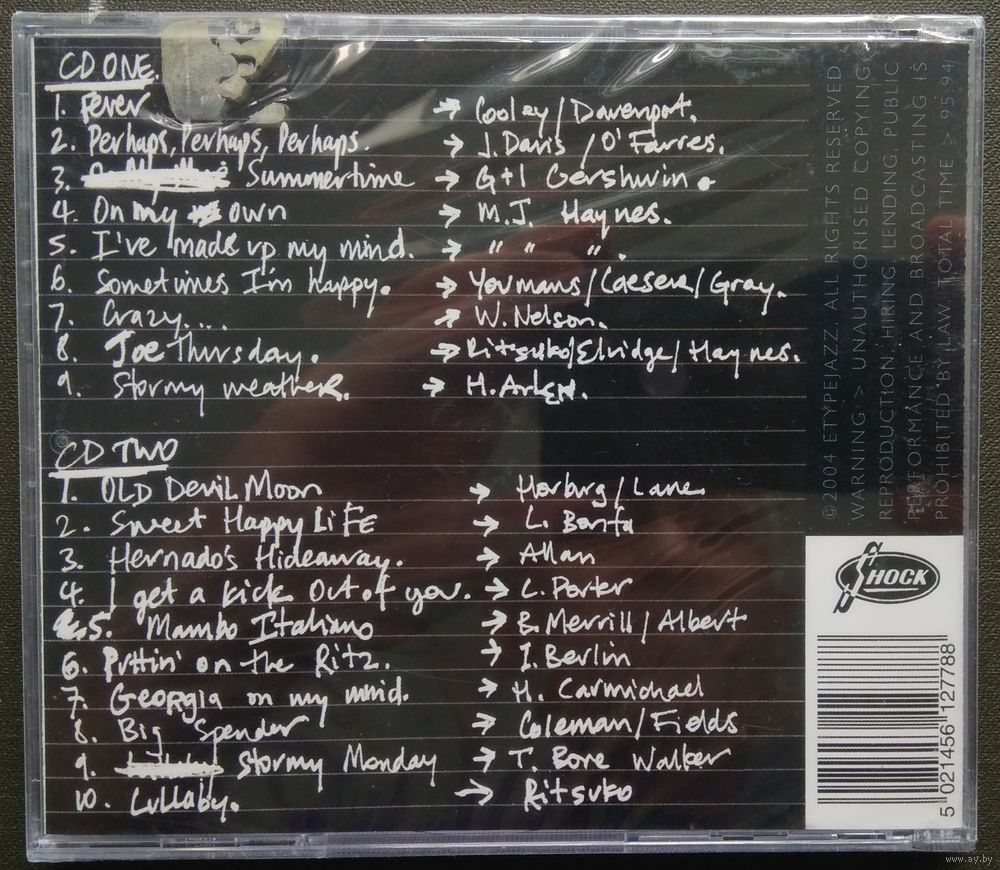 CD ONE.
1. Fever → Cooley/Davenport.
2. Perhaps, Perhaps, Perhaps. → J. Davis/O'Farres.
3. Summertime → G+I Gershwin.
4. On my own → M.J. Haynes.
5. I've made up my mind. → " " ".
6. Sometimes I'm happy. → Youmans/Caesere/Gray.
7. Crazy.... → W. Nelson.
8. Joe Thursday. → Ritsuko/Elridge/Haynes.
9. Stormy weather. → H. Arlen.
CD TWO
1. OLD DEVIL MOON → Harburg/Lane
2. Sweet Happy LIFE → L. Bonfa
3. Hernado's Hideaway. → Allan
4. I get a kick out of you. → C. Porter
5. Mambo Italiano → B. Merrill/Albert
6. Puttin' on the Ritz. → I. Berlin
7. Georgia on my mind. → H. Carmichael
8. Big Spender → Coleman/Fields
9. Stormy Monday → T. Bone Walker
10. Lullaby. → Ritsuko
©2004 ETYPEJAZZ. ALL RIGHTS RESERVED
WARNING > UNAUTHORISED COPYING,
REPRODUCTION, HIRING, LENDING, PUBLIC
PERFORMANCE AND BROADCASTING IS
PROHIBITED BY LAW. TOTAL TIME > 95:94
SHOCK
5 021456 127788
www.ay.by